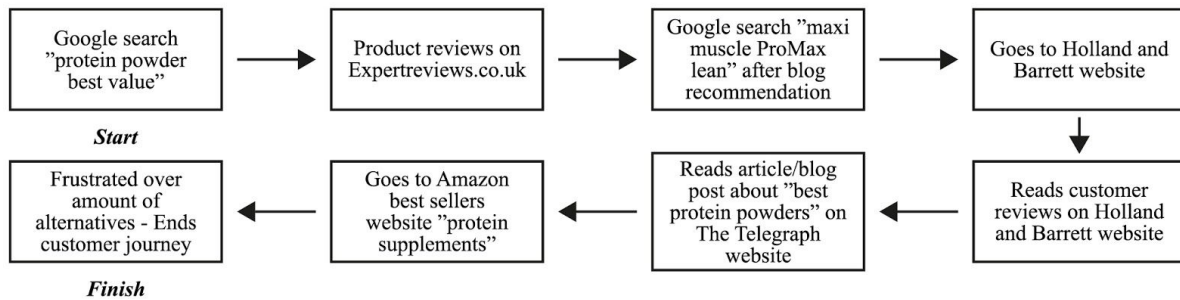 Google search
”protein powder
best value”
Product reviews on
Expertreviews.co.uk
Google search ”maxi
muscle ProMax
lean” after blog
recommendation
Goes to Holland and
Barrett website
Start
Frustrated over
amount of
alternatives - Ends
customer journey
Goes to Amazon
best sellers
website ”protein
supplements”
Reads article/blog
post about ”best
protein powders” on
The Telegraph
website
Reads customer
reviews on Holland
and Barrett website
Finish